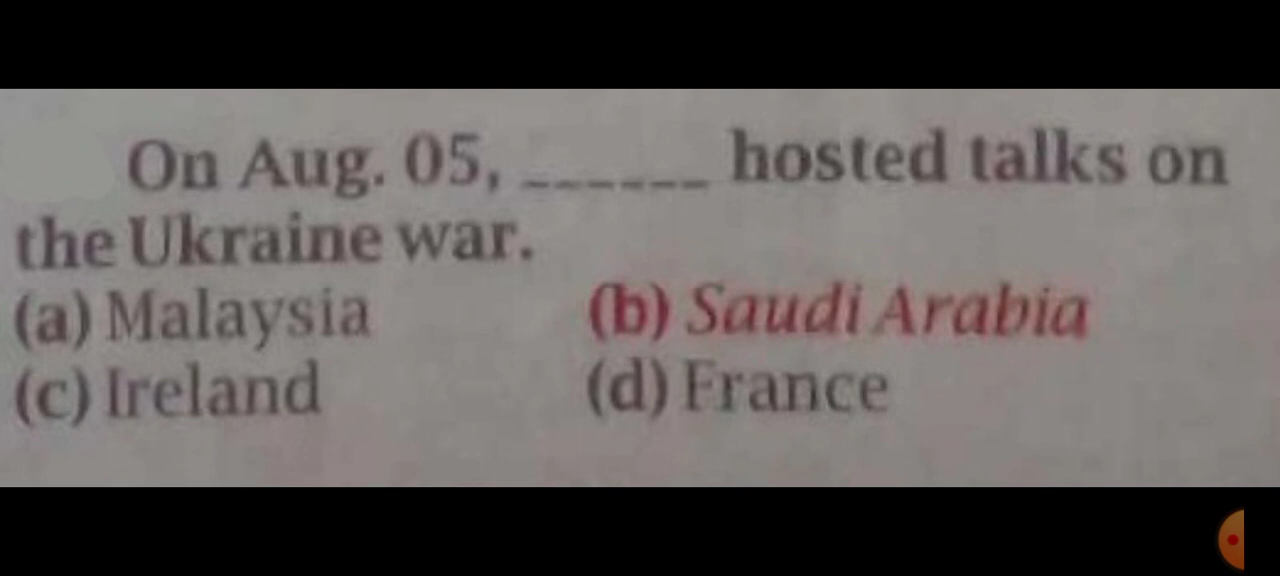 On Aug. 05, ______ hosted talks on
the Ukraine war.
(a) Malaysia (b) Saudi Arabia
(c) Ireland (d) France